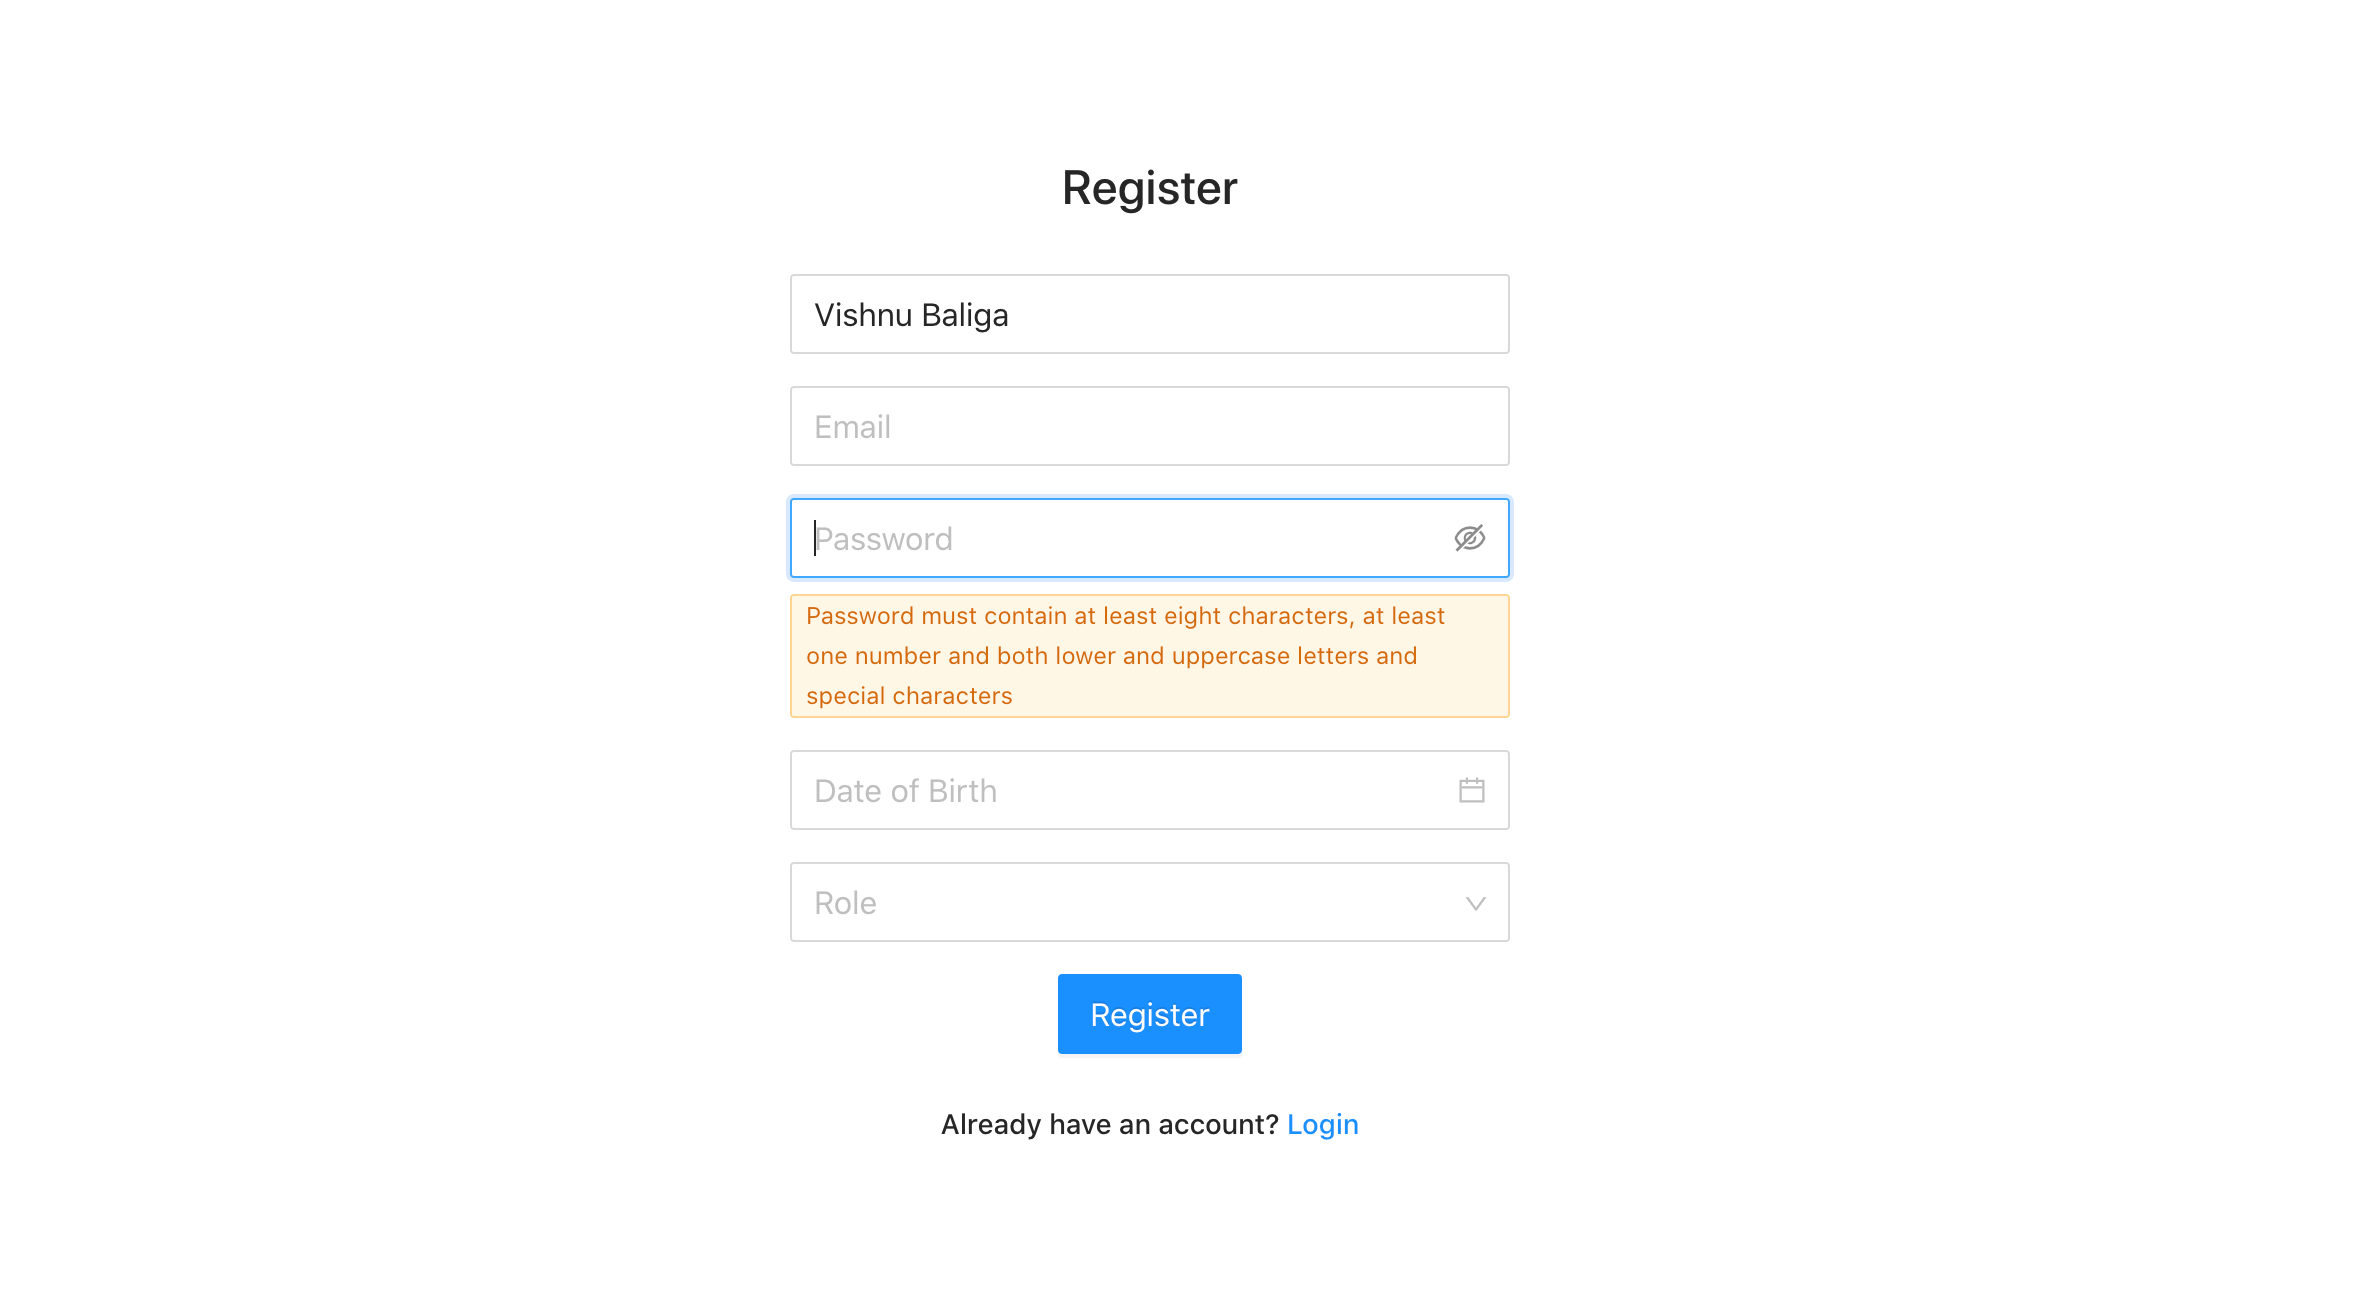 Register
Vishnu Baliga
Email
Password
Password must contain at least eight characters, at least
one number and both lower and uppercase letters and
special characters
Date of Birth
Role
Register
Already have an account? Login